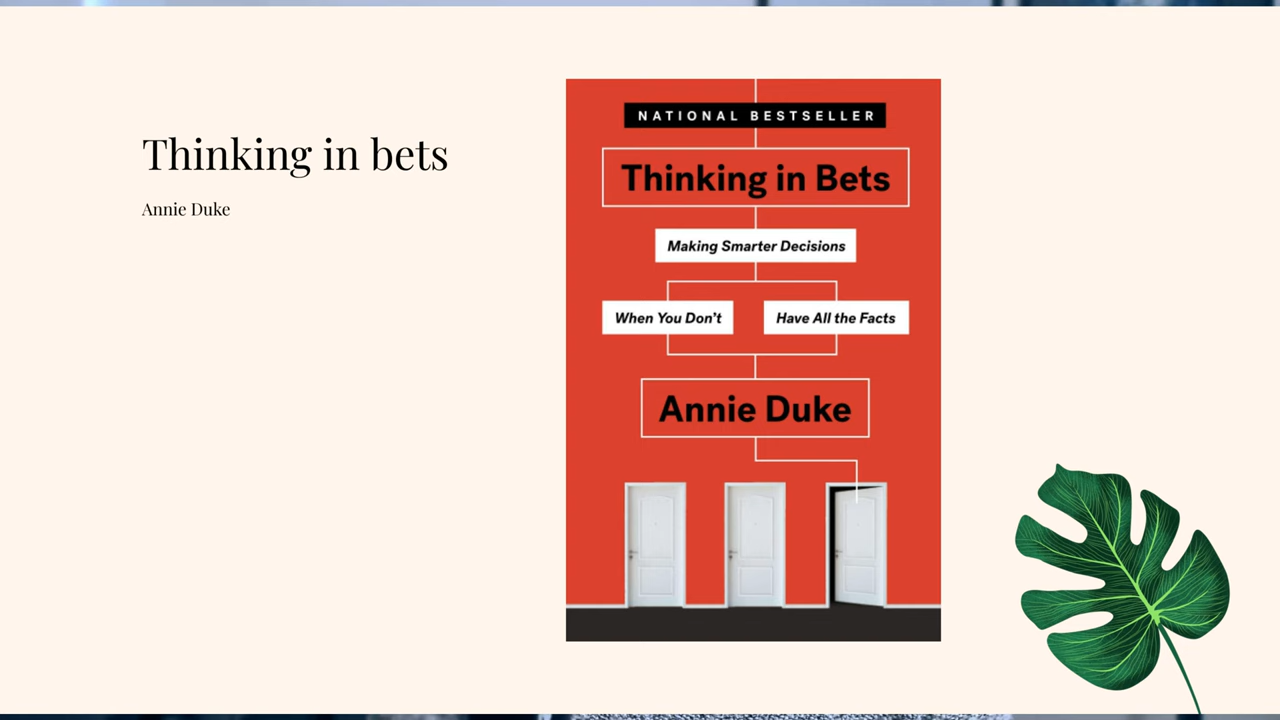 Thinking in bets
Annie Duke
NATIONAL BESTSELLER
Thinking in Bets
Making Smarter Decisions
When You Don't
Have All the Facts
Annie Duke